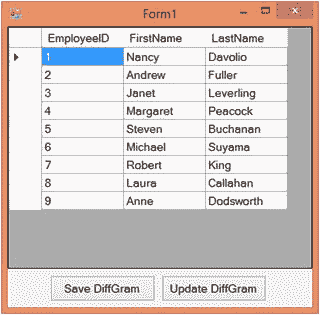 Form1
EmployeeID FirstName LastName
1 Nancy Davolio
2 Andrew Fuller
3 Janet Leverling
4 Margaret Peacock
5 Steven Buchanan
6 Michael Suyama
7 Robert King
8 Laura Callahan
9 Anne Dodsworth
Save DiffGram Update DiffGram